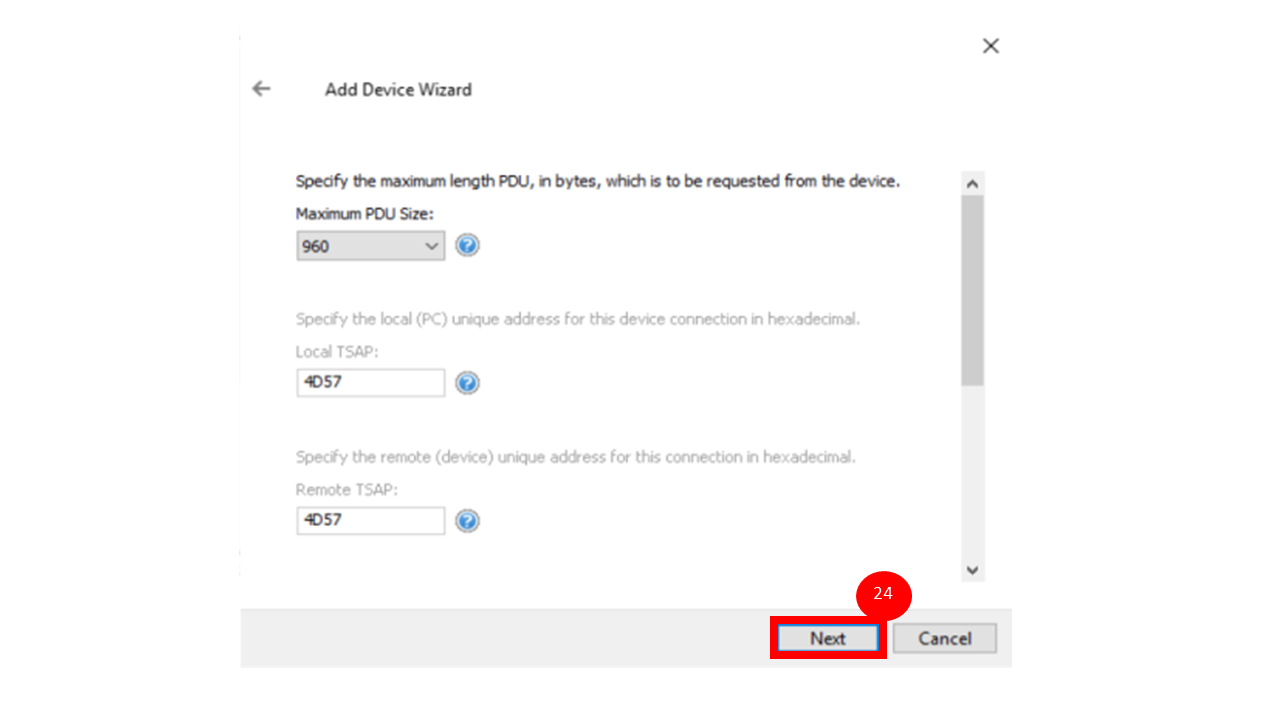 Add Device Wizard
Specify the maximum length PDU, in bytes, which is to be requested from the device.
Maximum PDU Size:
960
Specify the local (PC) unique address for this device connection in hexadecimal.
Local TSAP:
4D57
Specify the remote (device) unique address for this connection in hexadecimal.
Remote TSAP:
4D57
24
Next Cancel